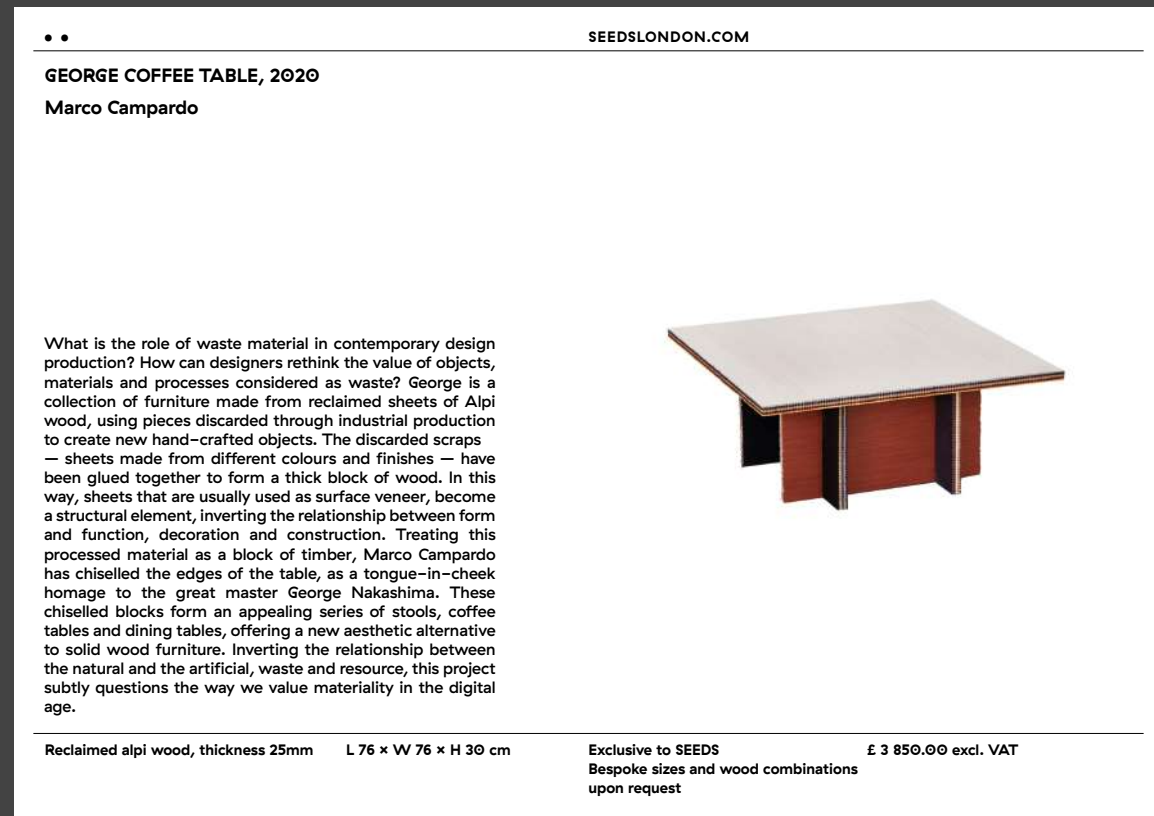 SEEDSLONDON.COM
GEORGE COFFEE TABLE, 2020
Marco Campardo
What is the role of waste material in contemporary design
production? How can designers rethink the value of objects,
materials and processes considered as waste? George is a
collection of furniture made from reclaimed sheets of Alpi
wood, using pieces discarded through industrial production
to create new hand-crafted objects. The discarded scraps
— sheets made from different colours and finishes — have
been glued together to form a thick block of wood. In this
way, sheets that are usually used as surface veneer, become
a structural element, inverting the relationship between form
and function, decoration and construction. Treating this
processed material as a block of timber, Marco Campardo
has chiselled the edges of the table, as a tongue-in-cheek
homage to the great master George Nakashima. These
chiselled blocks form an appealing series of stools, coffee
tables and dining tables, offering a new aesthetic alternative
to solid wood furniture. Inverting the relationship between
the natural and the artificial, waste and resource, this project
subtly questions the way we value materiality in the digital
age.
Reclaimed alpi wood, thickness 25mm
L 76 × W 76 × H 30 cm
Exclusive to SEEDS
Bespoke sizes and wood combinations
upon request
£ 3 850.00 excl. VAT